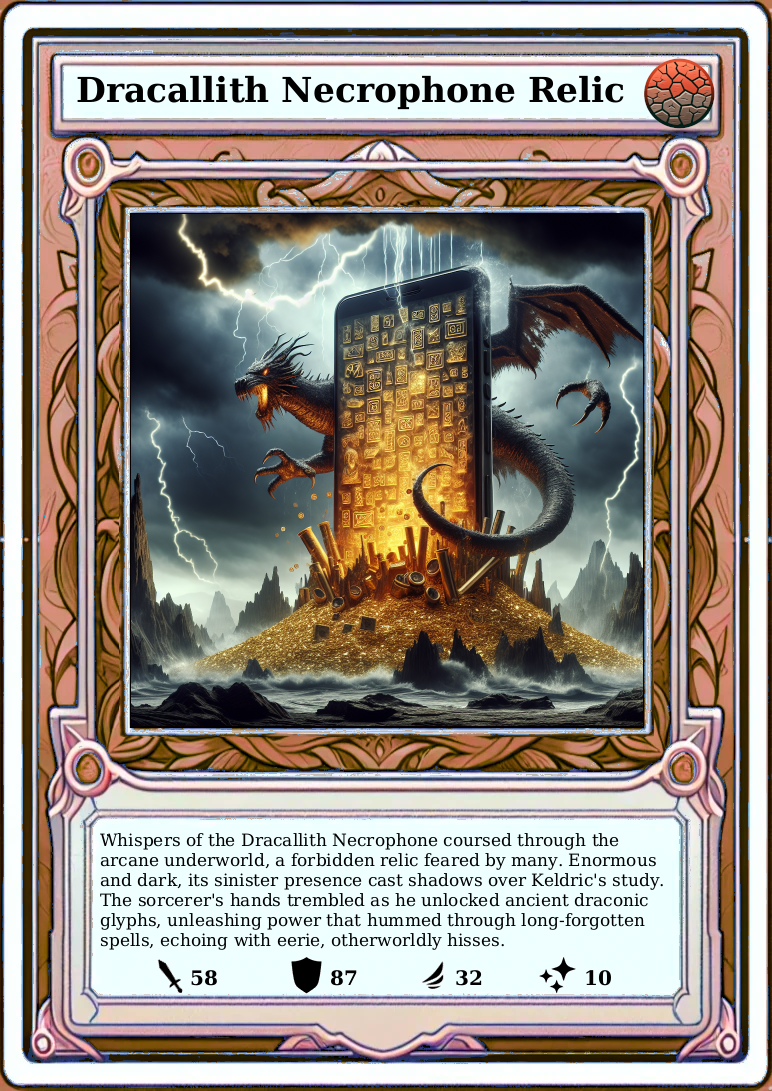 Dracallith Necrophone Relic
Whispers of the Dracallith Necrophone coursed through the
arcane underworld, a forbidden relic feared by many. Enormous
and dark, its sinister presence cast shadows over Keldric's study.
The sorcerer's hands trembled as he unlocked ancient draconic
glyphs, unleashing power that hummed through long-forgotten
spells, echoing with eerie, otherworldly hisses.
58 87 32 10